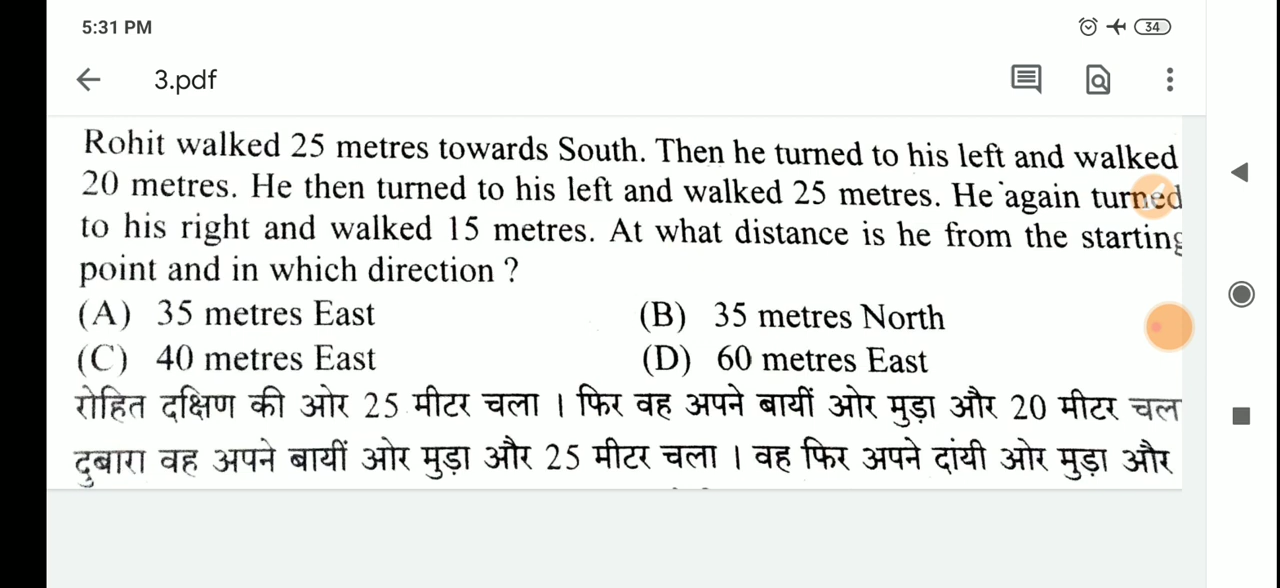 5:31 PM
34
3.pdf
Rohit walked 25 metres towards South. Then he turned to his left and walked
20 metres. He then turned to his left and walked 25 metres. He again turned
to his right and walked 15 metres. At what distance is he from the starting
point and in which direction ?
(A) 35 metres East (B) 35 metres North
(C) 40 metres East (D) 60 metres East
रोहित दक्षिण की ओर 25 मीटर चला । फिर वह अपने बायीं ओर मुड़ा और 20 मीटर चल
दुबारा वह अपने बायीं ओर मुड़ा और 25 मीटर चला । वह फिर अपने दांयी ओर मुड़ा और